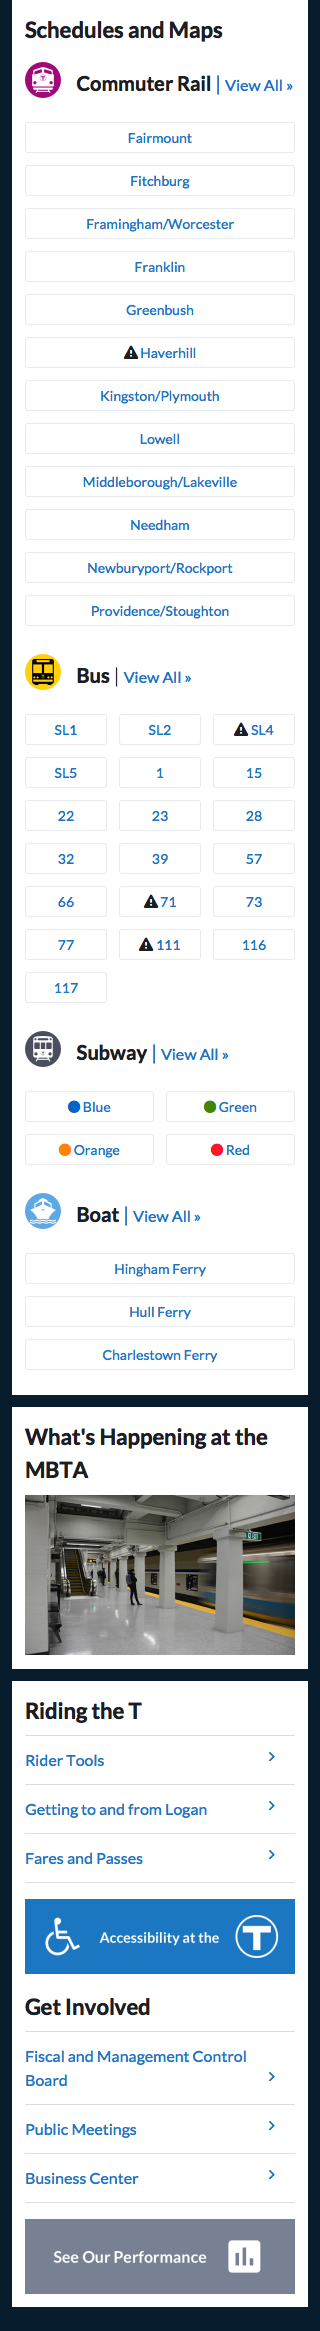 Schedules and Maps
Commuter Rail | View All »
Fairmount
Fitchburg
Framingham/Worcester
Franklin
Greenbush
Haverhill
Kingston/Plymouth
Lowell
Middleborough/Lakeville
Needham
Newburyport/Rockport
Providence/Stoughton
Bus | View All »
SL1 SL2 SL4
SL5 1 15
22 23 28
32 39 57
66 71 73
77 111 116
117
Subway | View All »
Blue Green
Orange Red
Boat | View All »
Hingham Ferry
Hull Ferry
Charlestown Ferry
What's Happening at the
MBTA
Riding the T
Rider Tools
Getting to and from Logan
Fares and Passes
Accessibility at the T
Get Involved
Fiscal and Management Control
Board
Public Meetings
Business Center
See Our Performance